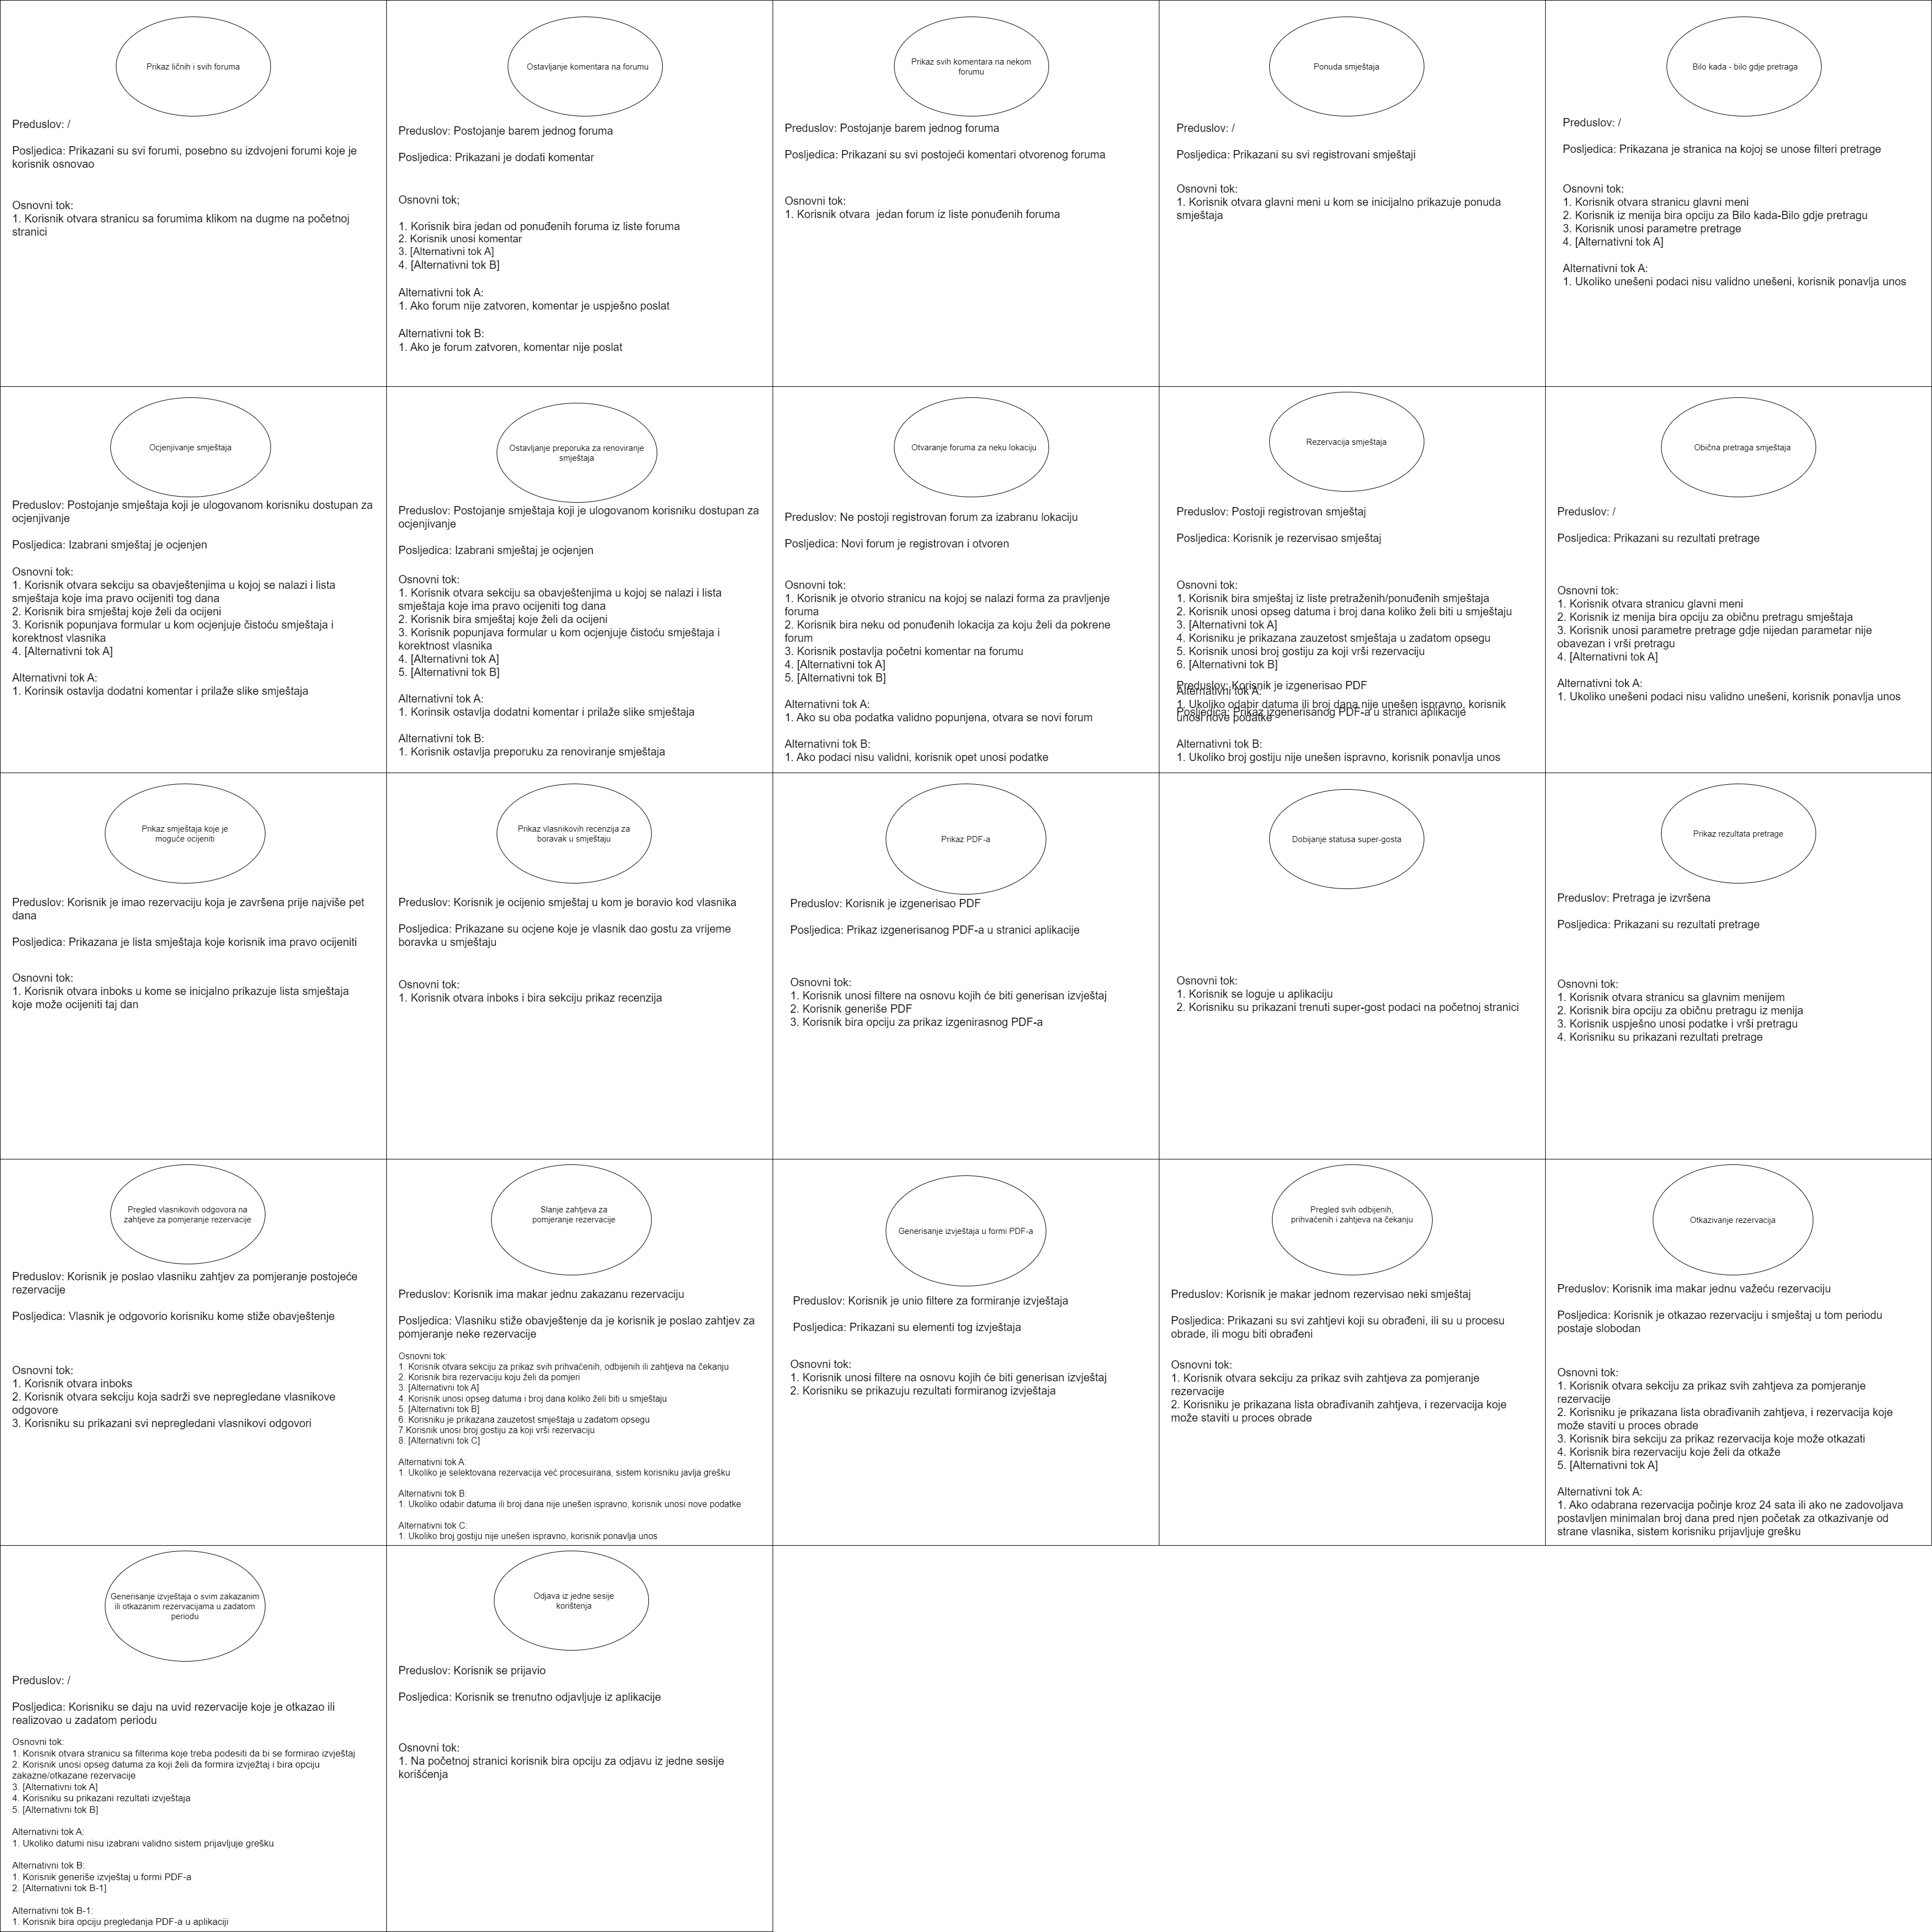 Prikaz ličnih i svih foruma
Preduslov: /
Posljedica: Prikazani su svi forumi, posebno su izdvojeni forumi koje je
korisnik osnovao
Osnovni tok:
1. Korisnik otvara stranicu sa forumima klikom na dugme na početnoj
stranici
Ostavljanje komentara na forumu
Preduslov: Postojanje barem jednog foruma
Posljedica: Prikazani je dodati komentar
Osnovni tok;
1. Korisnik bira jedan od ponuđenih foruma iz liste foruma
2. Korisnik unosi komentar
3. [Alternativni tok A]
4. [Alternativni tok B]
Alternativni tok A:
1. Ako forum nije zatvoren, komentar je uspješno poslat
Alternativni tok B:
1. Ako je forum zatvoren, komentar nije poslat
Prikaz svih komentara na nekom
forumu
Preduslov: Postojanje barem jednog foruma
Posljedica: Prikazani su svi postojeći komentari otvorenog foruma
Osnovni tok:
1. Korisnik otvara  jedan forum iz liste ponuđenih foruma
Ponuda smještaja
Preduslov: /
Posljedica: Prikazani su svi registrovani smještaji
Osnovni tok:
1. Korisnik otvara glavni meni u kom se inicijalno prikazuje ponuda
smještaja
Bilo kada - bilo gdje pretraga
Preduslov: /
Posljedica: Prikazana je stranica na kojoj se unose filteri pretrage
Osnovni tok:
1. Korisnik otvara stranicu glavni meni
2. Korisnik iz menija bira opciju za Bilo kada-Bilo gdje pretragu
3. Korisnik unosi parametre pretrage
4. [Alternativni tok A]
Alternativni tok A:
1. Ukoliko unešeni podaci nisu validno unešeni, korisnik ponavlja unos
Ocjenjivanje smještaja
Preduslov: Postojanje smještaja koji je ulogovanom korisniku dostupan za
ocjenjivanje
Posljedica: Izabrani smještaj je ocjenjen
Osnovni tok:
1. Korisnik otvara sekciju sa obavještenjima u kojoj se nalazi i lista
smještaja koje ima pravo ocijeniti tog dana
2. Korisnik bira smještaj koje želi da ocijeni
3. Korisnik popunjava formular u kom ocjenjuje čistoću smještaja i
korektnost vlasnika
4. [Alternativni tok A]
Alternativni tok A:
1. Korinsik ostavlja dodatni komentar i prilaže slike smještaja
Ostavljanje preporuka za renoviranje
smještaja
Preduslov: Postojanje smještaja koji je ulogovanom korisniku dostupan za
ocjenjivanje
Posljedica: Izabrani smještaj je ocjenjen
Osnovni tok:
1. Korisnik otvara sekciju sa obavještenjima u kojoj se nalazi i lista
smještaja koje ima pravo ocijeniti tog dana
2. Korisnik bira smještaj koje želi da ocijeni
3. Korisnik popunjava formular u kom ocjenjuje čistoću smještaja i
korektnost vlasnika
4. [Alternativni tok A]
5. [Alternativni tok B]
Alternativni tok A:
1. Korinsik ostavlja dodatni komentar i prilaže slike smještaja
Alternativni tok B:
1. Korisnik ostavlja preporuku za renoviranje smještaja
Otvaranje foruma za neku lokaciju
Preduslov: Ne postoji registrovan forum za izabranu lokaciju
Posljedica: Novi forum je registrovan i otvoren
Osnovni tok:
1. Korisnik je otvorio stranicu na kojoj se nalazi forma za pravljenje
foruma
2. Korisnik bira neku od ponuđenih lokacija za koju želi da pokrene
forum
3. Korisnik postavlja početni komentar na forumu
4. [Alternativni tok A]
5. [Alternativni tok B]
Alternativni tok A:
1. Ako su oba podatka validno popunjena, otvara se novi forum
Alternativni tok B:
1. Ako podaci nisu validni, korisnik opet unosi podatke
Rezervacija smještaja
Preduslov: Postoji registrovan smještaj
Posljedica: Korisnik je rezervisao smještaj
Osnovni tok:
1. Korisnik bira smještaj iz liste pretraženih/ponuđenih smještaja
2. Korisnik unosi opseg datuma i broj dana koliko želi biti u smještaju
3. [Alternativni tok A]
4. Korisniku je prikazana zauzetost smještaja u zadatom opsegu
5. Korisnik unosi broj gostiju za koji vrši rezervaciju
6. [Alternativni tok B]
Preduslov: Korisnik je izgenerisao PDF
Alternativni tok A:
1. Ukoliko odabir datuma ili broj dana nije unešen ispravno, korisnik
Posljedica: Prikaz izgenerisanog PDF-a u stranici aplikacije
unosi nove podatke
Alternativni tok B:
1. Ukoliko broj gostiju nije unešen ispravno, korisnik ponavlja unos
Obična pretraga smještaja
Preduslov: /
Posljedica: Prikazani su rezultati pretrage
Osnovni tok:
1. Korisnik otvara stranicu glavni meni
2. Korisnik iz menija bira opciju za običnu pretragu smještaja
3. Korisnik unosi parametre pretrage gdje nijedan parametar nije
obavezan i vrši pretragu
4. [Alternativni tok A]
Alternativni tok A:
1. Ukoliko unešeni podaci nisu validno unešeni, korisnik ponavlja unos
Prikaz smještaja koje je
moguće ocijeniti
Preduslov: Korisnik je imao rezervaciju koja je završena prije najviše pet
dana
Posljedica: Prikazana je lista smještaja koje korisnik ima pravo ocijeniti
Osnovni tok:
1. Korisnik otvara inboks u kome se inicjalno prikazuje lista smještaja
koje može ocijeniti taj dan
Prikaz vlasnikovih recenzija za
boravak u smještaju
Preduslov: Korisnik je ocijenio smještaj u kom je boravio kod vlasnika
Posljedica: Prikazane su ocjene koje je vlasnik dao gostu za vrijeme
boravka u smještaju
Osnovni tok:
1. Korisnik otvara inboks i bira sekciju prikaz recenzija
Prikaz PDF-a
Preduslov: Korisnik je izgenerisao PDF
Posljedica: Prikaz izgenerisanog PDF-a u stranici aplikacije
Osnovni tok:
1. Korisnik unosi filtere na osnovu kojih će biti generisan izvještaj
2. Korisnik generiše PDF
3. Korisnik bira opciju za prikaz izgenirasnog PDF-a
Dobijanje statusa super-gosta
Osnovni tok:
1. Korisnik se loguje u aplikaciju
2. Korisniku su prikazani trenuti super-gost podaci na početnoj stranici
Prikaz rezultata pretrage
Preduslov: Pretraga je izvršena
Posljedica: Prikazani su rezultati pretrage
Osnovni tok:
1. Korisnik otvara stranicu sa glavnim menijem
2. Korisnik bira opciju za običnu pretragu iz menija
3. Korisnik uspješno unosi podatke i vrši pretragu
4. Korisniku su prikazani rezultati pretrage
Pregled vlasnikovih odgovora na
zahtjeve za pomjeranje rezervacije
Preduslov: Korisnik je poslao vlasniku zahtjev za pomjeranje postojeće
rezervacije
Posljedica: Vlasnik je odgovorio korisniku kome stiže obavještenje
Osnovni tok:
1. Korisnik otvara inboks
2. Korisnik otvara sekciju koja sadrži sve nepregledane vlasnikove
odgovore
3. Korisniku su prikazani svi nepregledani vlasnikovi odgovori
Slanje zahtjeva za
pomjeranje rezervacije
Preduslov: Korisnik ima makar jednu zakazanu rezervaciju
Posljedica: Vlasniku stiže obavještenje da je korisnik je poslao zahtjev za
pomjeranje neke rezervacije
Osnovni tok:
1. Korisnik otvara sekciju za prikaz svih prihvaćenih, odbijenih ili zahtjeva na čekanju
2. Korisnik bira rezervaciju koju želi da pomjeri
3. [Alternativni tok A]
4. Korisnik unosi opseg datuma i broj dana koliko želi biti u smještaju
5. [Alternativni tok B]
6. Korisniku je prikazana zauzetost smještaja u zadatom opsegu
7.Korisnik unosi broj gostiju za koji vrši rezervaciju
8. [Alternativni tok C]
Alternativni tok A:
1. Ukoliko je selektovana rezervacija već procesuirana, sistem korisniku javlja grešku
Alternativni tok B:
1. Ukoliko odabir datuma ili broj dana nije unešen ispravno, korisnik unosi nove podatke
Alternativni tok C:
1. Ukoliko broj gostiju nije unešen ispravno, korisnik ponavlja unos
Generisanje izvještaja u formi PDF-a
Preduslov: Korisnik je unio filtere za formiranje izvještaja
Posljedica: Prikazani su elementi tog izvještaja
Osnovni tok:
1. Korisnik unosi filtere na osnovu kojih će biti generisan izvještaj
2. Korisniku se prikazuju rezultati formiranog izvještaja
Pregled svih odbijenih,
prihvaćenih i zahtjeva na čekanju
Preduslov: Korisnik je makar jednom rezervisao neki smještaj
Posljedica: Prikazani su svi zahtjevi koji su obrađeni, ili su u procesu
obrade, ili mogu biti obrađeni
Osnovni tok:
1. Korisnik otvara sekciju za prikaz svih zahtjeva za pomjeranje
rezervacije
2. Korisniku je prikazana lista obrađivanih zahtjeva, i rezervacija koje
može staviti u proces obrade
Otkazivanje rezervacija
Preduslov: Korisnik ima makar jednu važeću rezervaciju
Posljedica: Korisnik je otkazao rezervaciju i smještaj u tom periodu
postaje slobodan
Osnovni tok:
1. Korisnik otvara sekciju za prikaz svih zahtjeva za pomjeranje
rezervacije
2. Korisniku je prikazana lista obrađivanih zahtjeva, i rezervacija koje
može staviti u proces obrade
3. Korisnik bira sekciju za prikaz rezervacija koje može otkazati
4. Korisnik bira rezervaciju koje želi da otkaže
5. [Alternativni tok A]
Alternativni tok A:
1. Ako odabrana rezervacija počinje kroz 24 sata ili ako ne zadovoljava
postavljen minimalan broj dana pred njen početak za otkazivanje od
strane vlasnika, sistem korisniku prijavljuje grešku
Generisanje izvještaja o svim zakazanim
ili otkazanim rezervacijama u zadatom
periodu
Preduslov: /
Posljedica: Korisniku se daju na uvid rezervacije koje je otkazao ili
realizovao u zadatom periodu
Osnovni tok:
1. Korisnik otvara stranicu sa filterima koje treba podesiti da bi se formirao izvještaj
2. Korisnik unosi opseg datuma za koji želi da formira izvježtaj i bira opciju
zakazne/otkazane rezervacije
3. [Alternativni tok A]
4. Korisniku su prikazani rezultati izvještaja
5. [Alternativni tok B]
Alternativni tok A:
1. Ukoliko datumi nisu izabrani validno sistem prijavljuje grešku
Alternativni tok B:
1. Korisnik generiše izvještaj u formi PDF-a
2. [Alternativni tok B-1]
Alternativni tok B-1:
1. Korisnik bira opciju pregledanja PDF-a u aplikaciji
Odjava iz jedne sesije
korištenja
Preduslov: Korisnik se prijavio
Posljedica: Korisnik se trenutno odjavljuje iz aplikacije
Osnovni tok:
1. Na početnoj stranici korisnik bira opciju za odjavu iz jedne sesije
korišćenja